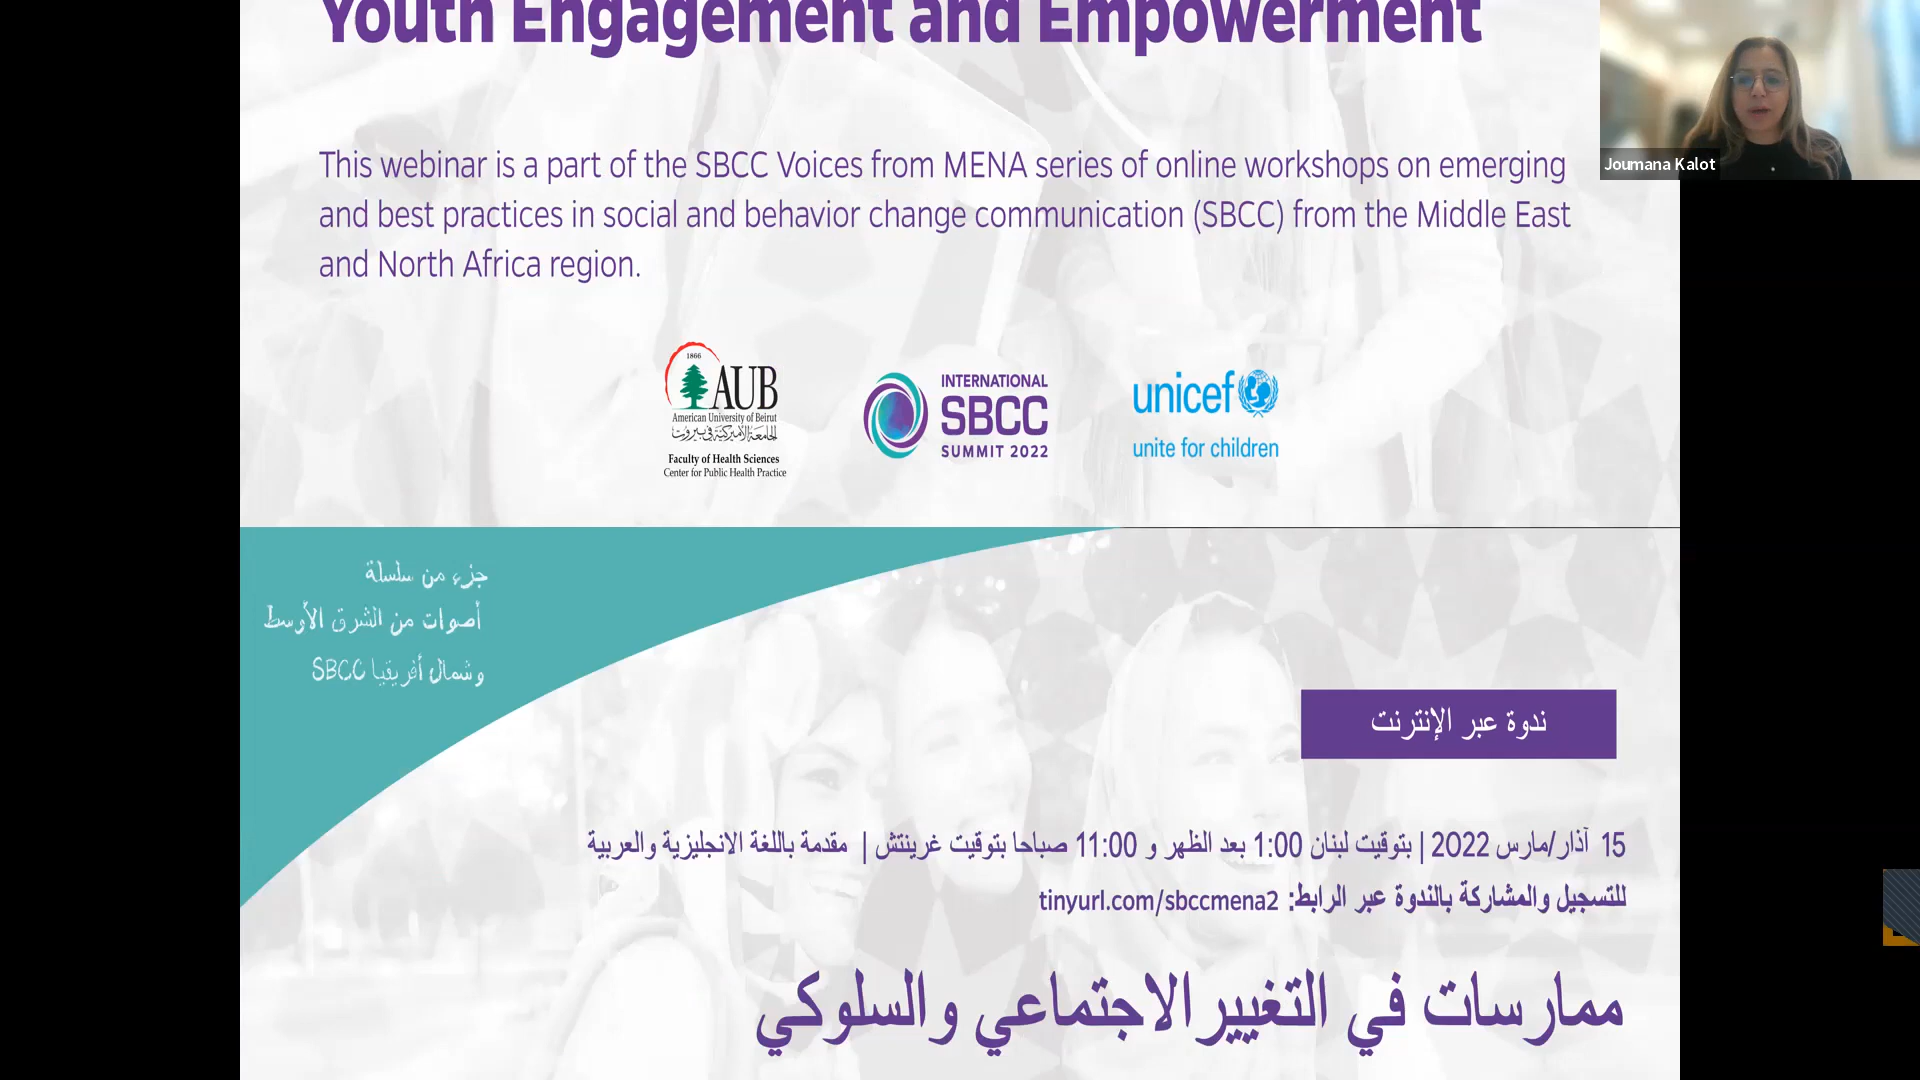 Youth Engagement and Empowerment
Joumana Kalot
This webinar is a part of the SBCC Voices from MENA series of online workshops on emerging
and best practices in social and behavior change communication (SBCC) from the Middle East
and North Africa region.
1866
AUB
American University of Beirut
الجامعة الأميركية في بيروت
Faculty of Health Sciences
Center for Public Health Practice
INTERNATIONAL
SBCC
SUMMIT 2022
unicef
unite for children
جزء من سلسلة
أصوات من الشرق الأوسط
وشمال أفريقيا SBCC
ندوة عبر الإنترنت
15 آذار/مارس 2022 | بتوقيت لبنان 1:00 بعد الظهر و 11:00 صباحا بتوقيت غرينتش | مقدمة باللغة الانجليزية والعربية
للتسجيل والمشاركة بالندوة عبر الرابط: tinyurl.com/sbccmena2
ممارسات في التغيير الاجتماعي والسلوكي